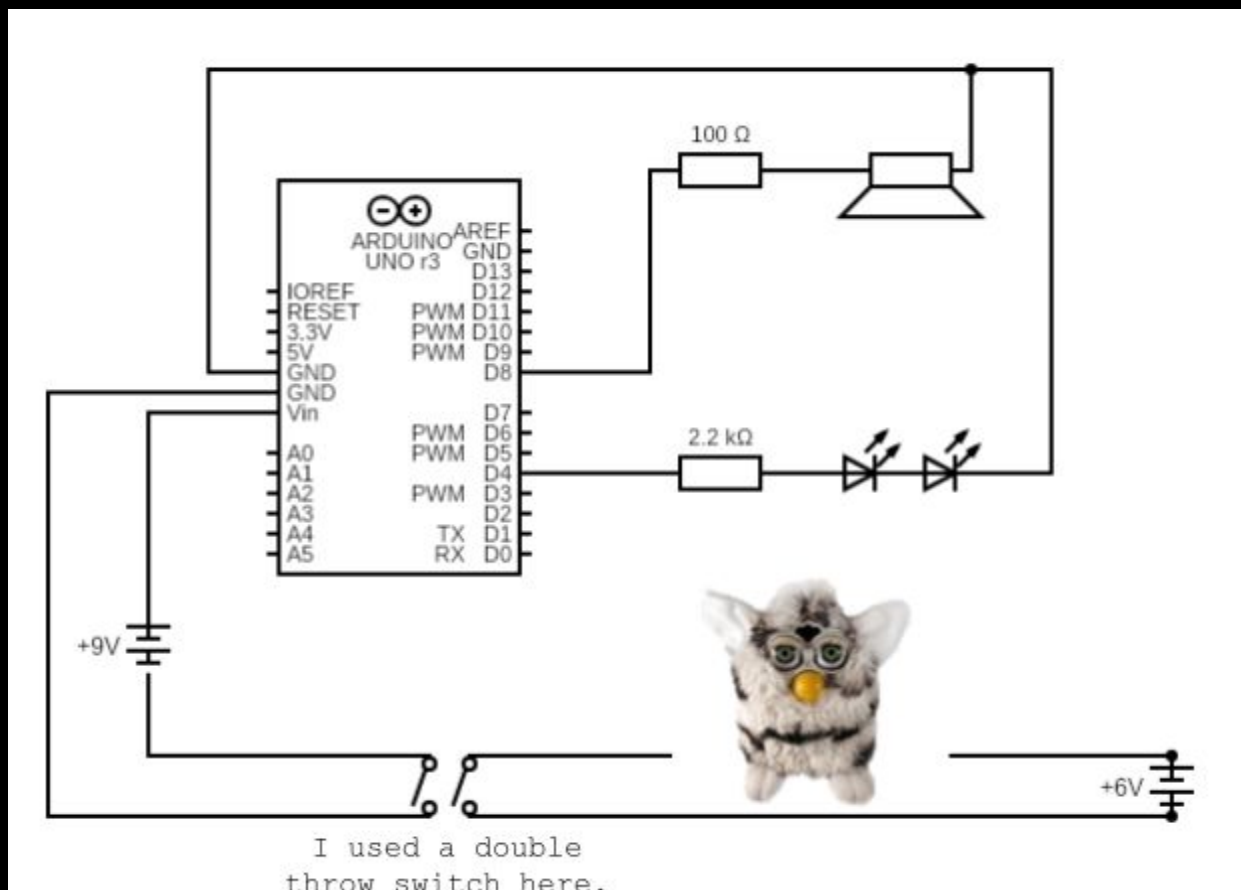 100 Ω
ARDUINO
UNO r3
AREF
GND
D13
IOREF D12
RESET PWM D11
3.3V PWM D10
5V PWM D9
GND D8
GND
Vin D7
PWM D6
A0 PWM D5
A1 D4
A2 PWM D3
A3 D2
A4 TX D1
A5 RX D0
2.2 kΩ
+9V
+6V
I used a double
throw switch here.